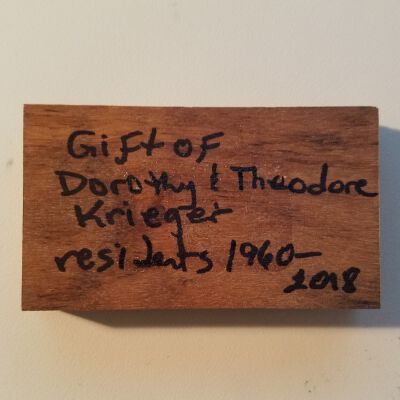 Gift of
Dorothy & Theodore
Krieger
residents 1960-
2018